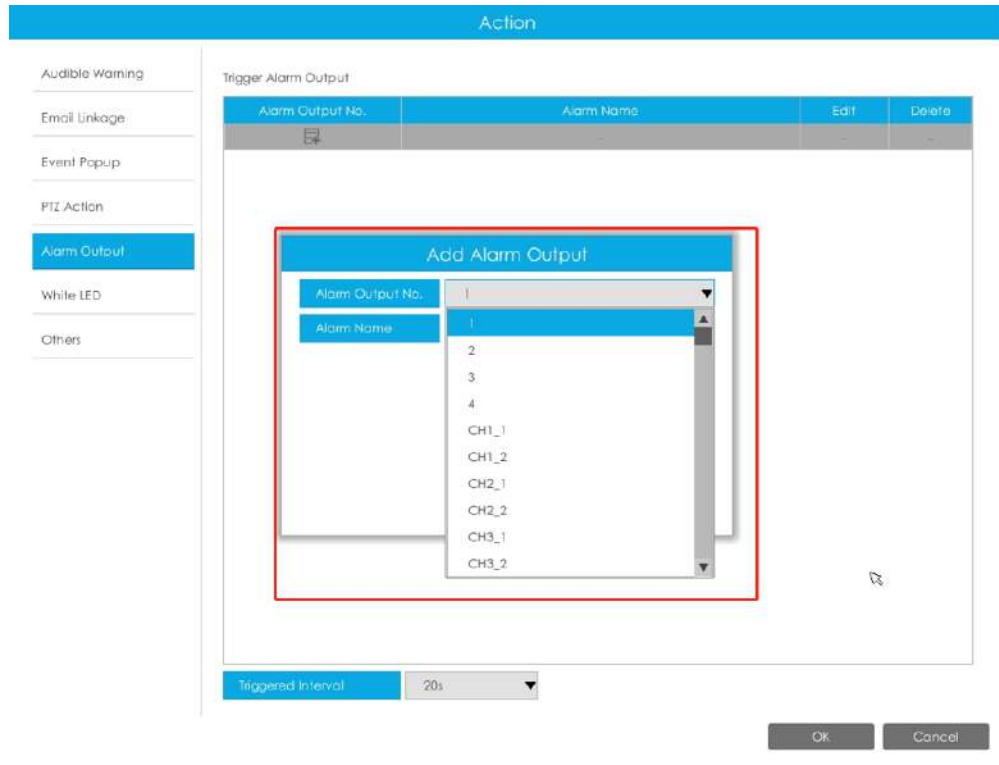 Action
Audible Warning
Email Linkage
Event Popup
PTZ Action
Alarm Output
White LED
Others
Trigger Alarm Output
Alarm Output No. Alarm Name Edit Delete
- - -
Add Alarm Output
Alarm Output No. 1
Alarm Name
1
2
3
4
CH1_1
CH1_2
CH2_1
CH2_2
CH3_1
CH3_2
Triggered Interval 20s
OK Cancel